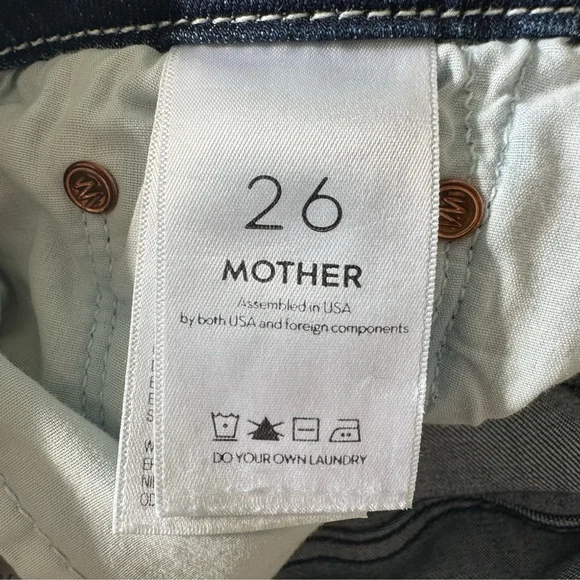 26
MOTHER
Assembled in USA
by both USA and foreign components
DO YOUR OWN LAUNDRY